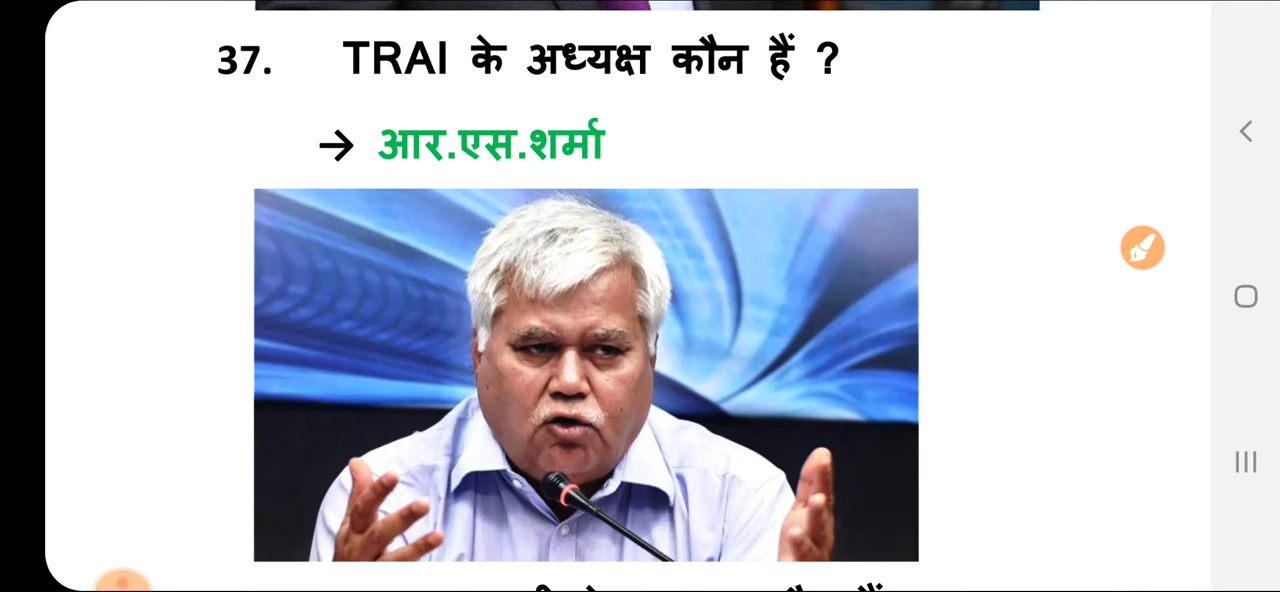 37. TRAI के अध्यक्ष कौन हैं ?
→ आर.एस.शर्मा